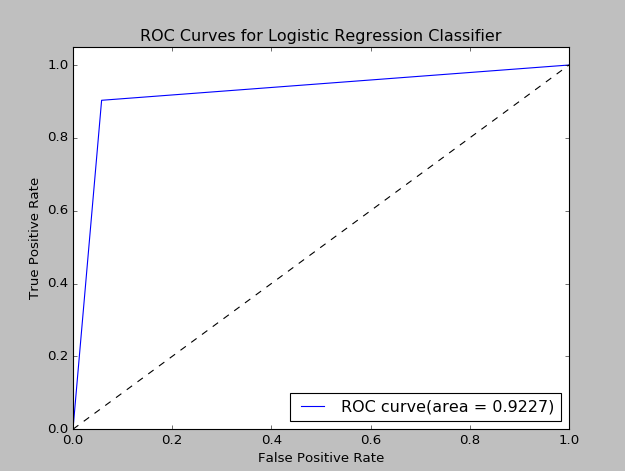 ROC Curves for Logistic Regression Classifier
1.0
0.8
0.6
0.4
0.2
0.0
True Positive Rate
ROC curve(area = 0.9227)
0.0 0.2 0.4 0.6 0.8 1.0
False Positive Rate